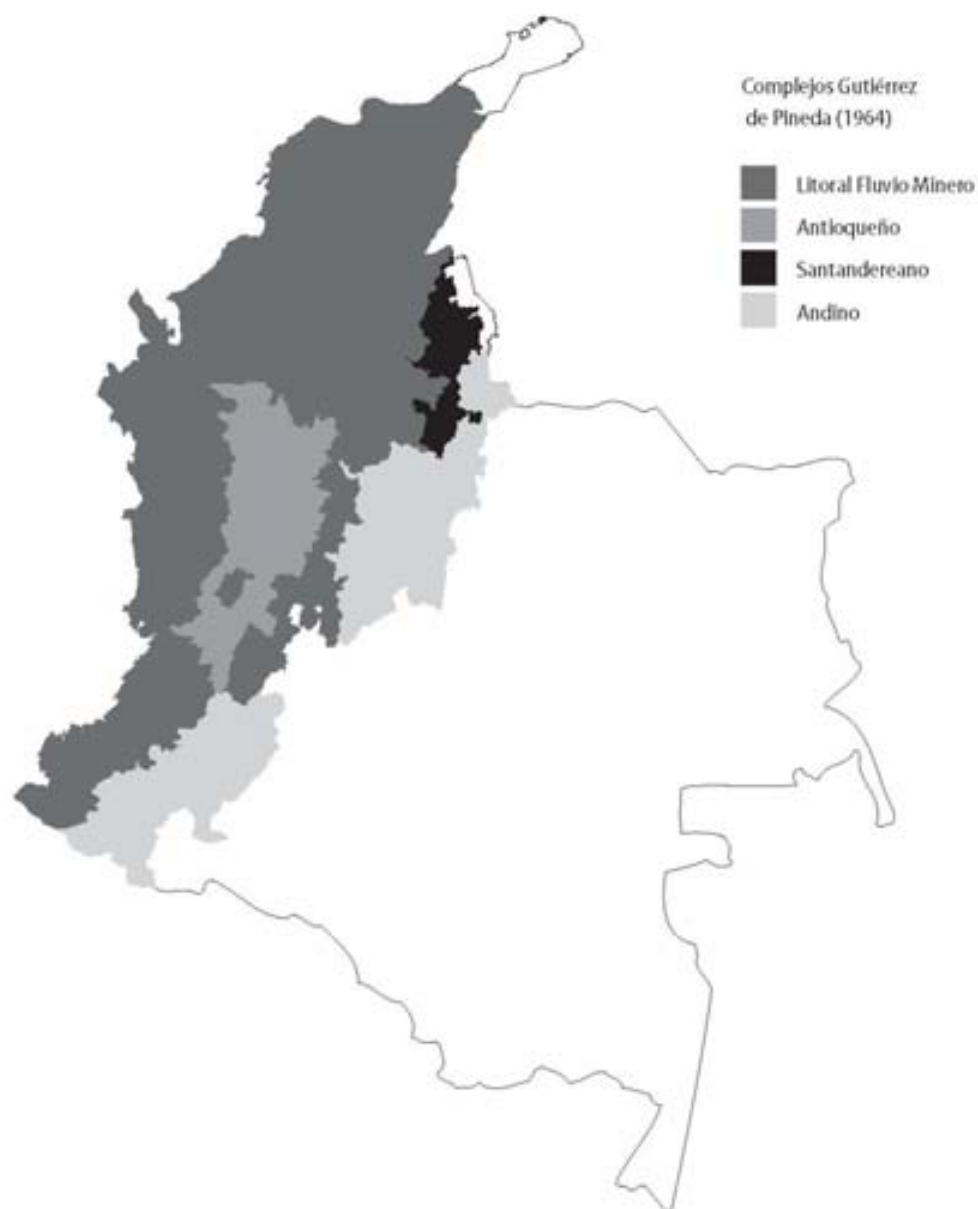 Complejos Gutiérrez
de Pineda (1964)
Litoral Fluvio Minero
Antioqueño
Santandereano
Andino